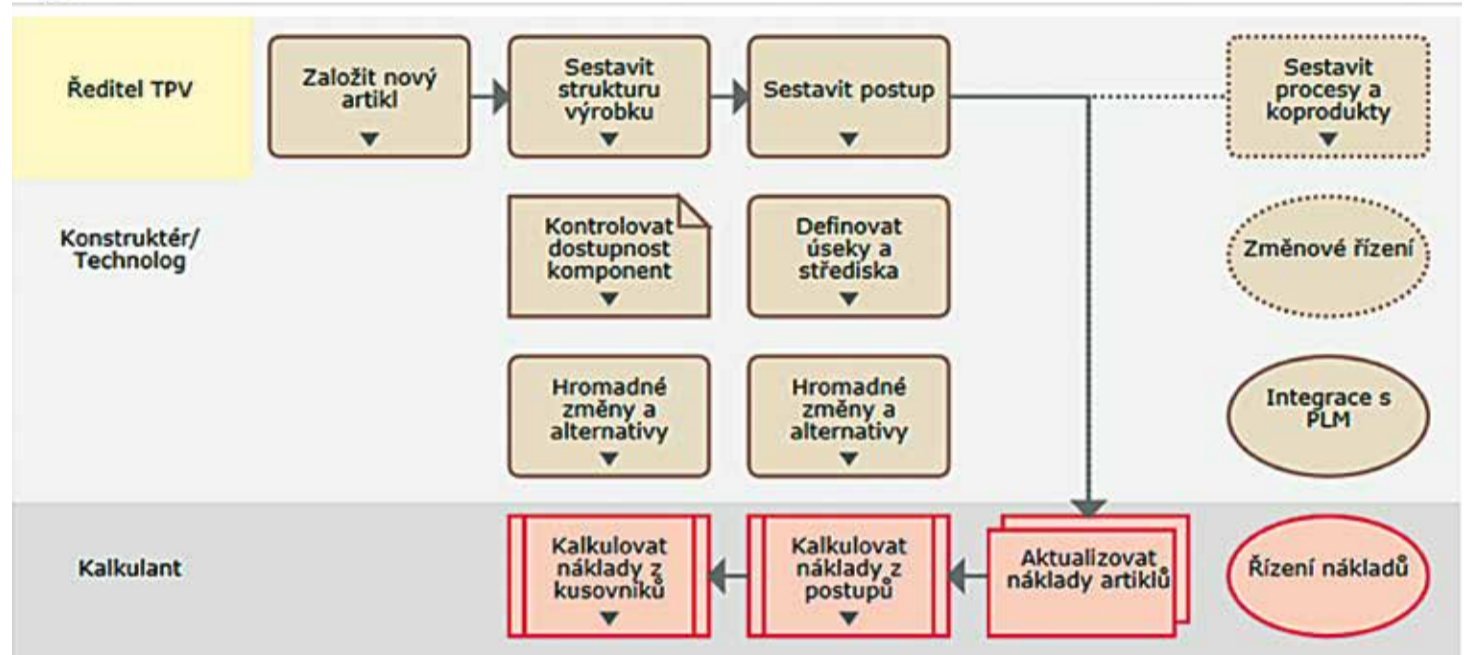 Ředitel TPV
Založit nový
artikl
Sestavit
strukturu
výrobku
Sestavit postup
Sestavit
procesy a
koprodukty
Konstruktér/
Technolog
Kontrolovat
dostupnost
komponent
Definovat
úseky a
střediska
Změnové řízení
Hromadné
změny a
alternativy
Hromadné
změny a
alternativy
Integrace s
PLM
Kalkulant
Kalkulovat
náklady z
kusovníků
Kalkulovat
náklady z
postupů
Aktualizovat
náklady artiklů
Řízení nákladů